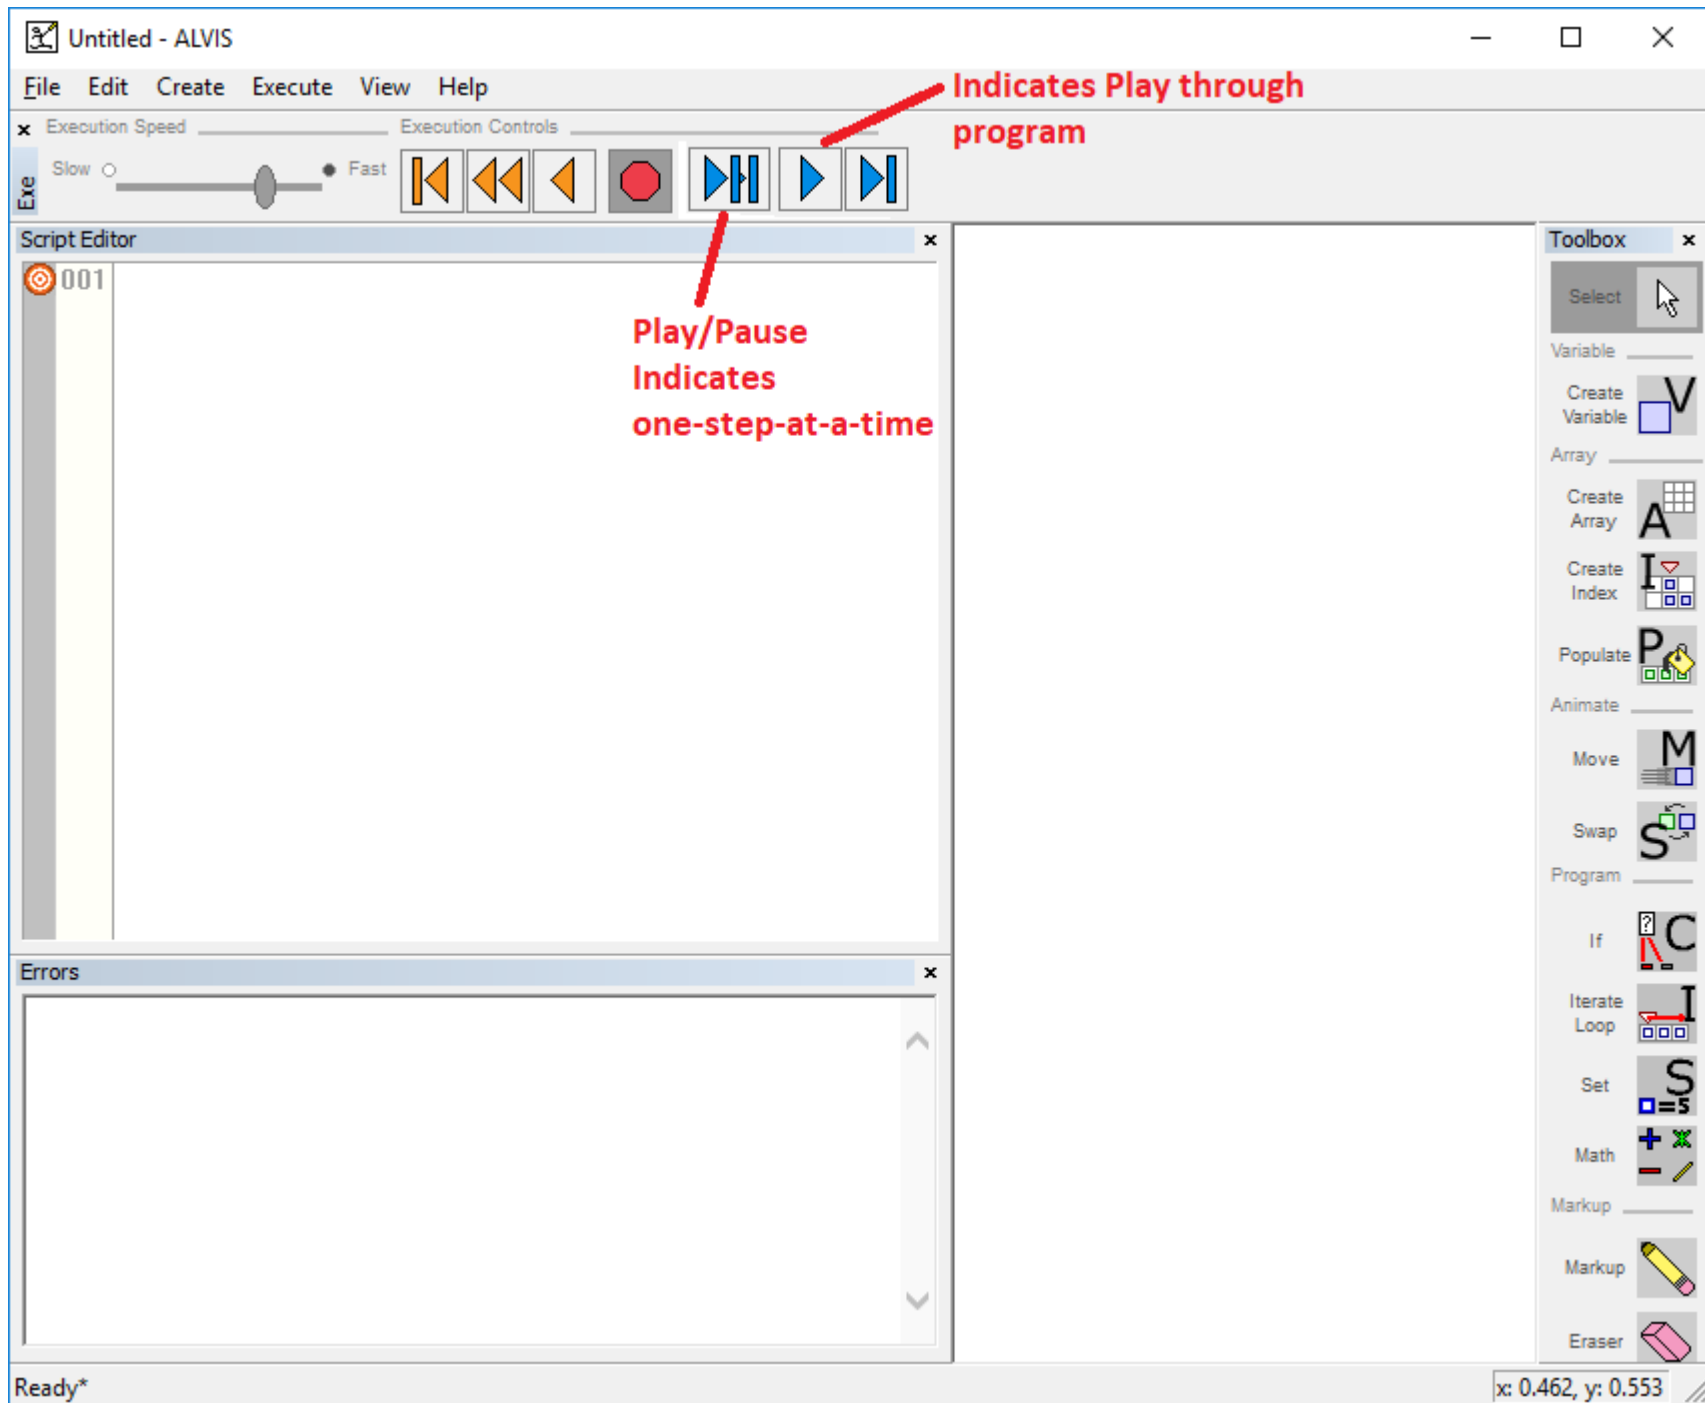 Untitled - ALVIS
File Edit Create Execute View Help
Indicates Play through
program
Execution Speed
Execution Controls
Exe
Slow
Fast
Script Editor
001
Play/Pause
Indicates
one-step-at-a-time
Toolbox
Select
Variable
Create
Variable
V
Array
Create
Array
A
Create
Index
I
Populate
P
Animate
Move
M
Swap
S
Program
If
? C
Iterate
Loop
I
Set
S
=5
Math
Markup
Markup
Eraser
Errors
Ready*
x: 0.462, y: 0.553